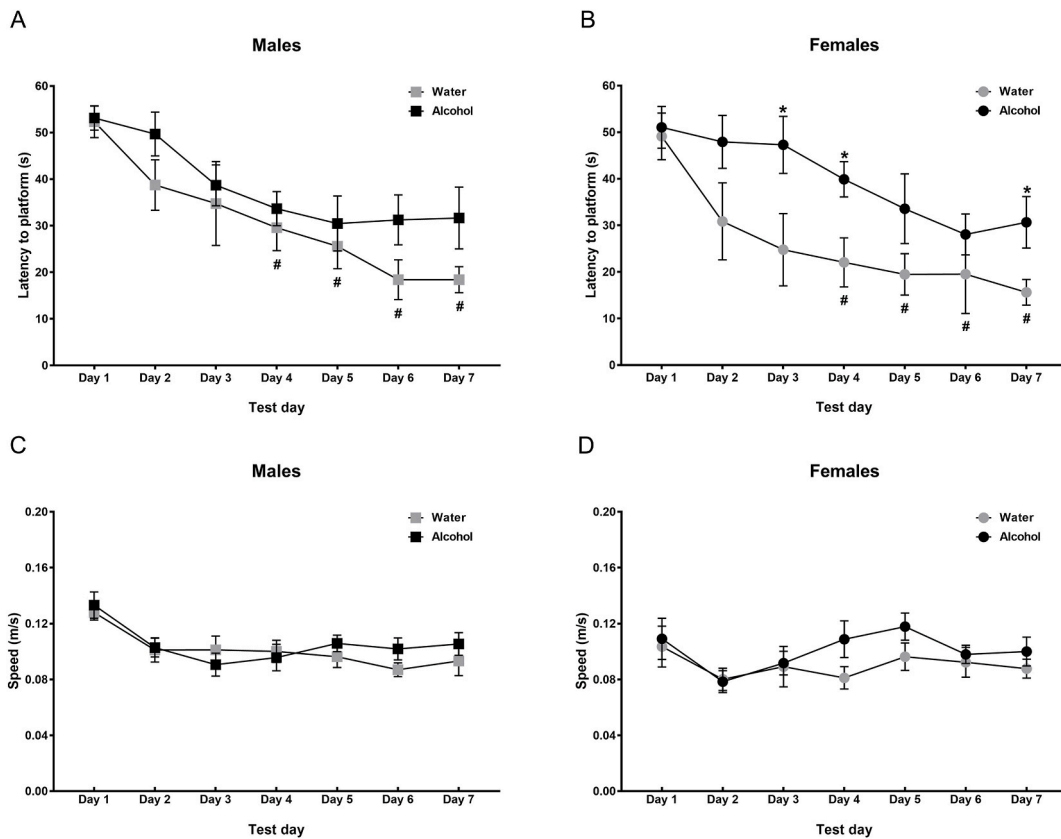 A
Males
Water
Alcohol
Latency to platform (s)
60
50
40
30
20
10
0
#
#
#
#
Day 1 Day 2 Day 3 Day 4 Day 5 Day 6 Day 7
Test day
B
Females
Water
Alcohol
Latency to platform (s)
60
50
40
30
20
10
0
*
*
*
#
#
#
#
Day 1 Day 2 Day 3 Day 4 Day 5 Day 6 Day 7
Test day
C
Males
Water
Alcohol
Speed (m/s)
0.20
0.16
0.12
0.08
0.04
0.00
Day 1 Day 2 Day 3 Day 4 Day 5 Day 6 Day 7
Test day
D
Females
Water
Alcohol
Speed (m/s)
0.20
0.16
0.12
0.08
0.04
0.00
Day 1 Day 2 Day 3 Day 4 Day 5 Day 6 Day 7
Test day